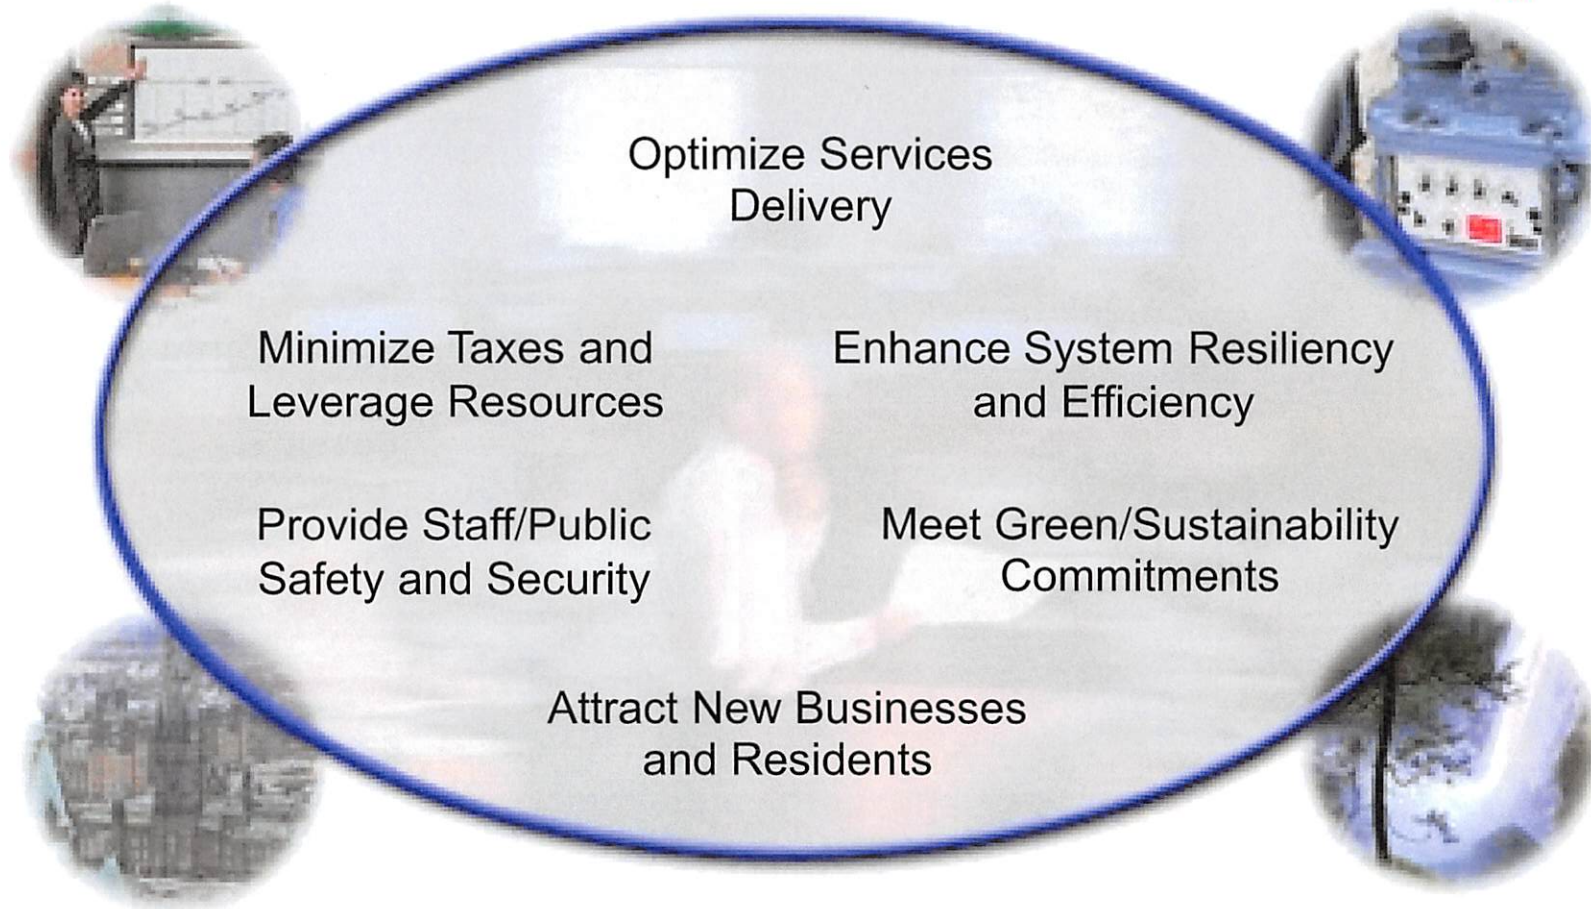 Optimize Services
Delivery
Minimize Taxes and
Leverage Resources
Enhance System Resiliency
and Efficiency
Provide Staff/Public
Safety and Security
Meet Green/Sustainability
Commitments
Attract New Businesses
and Residents